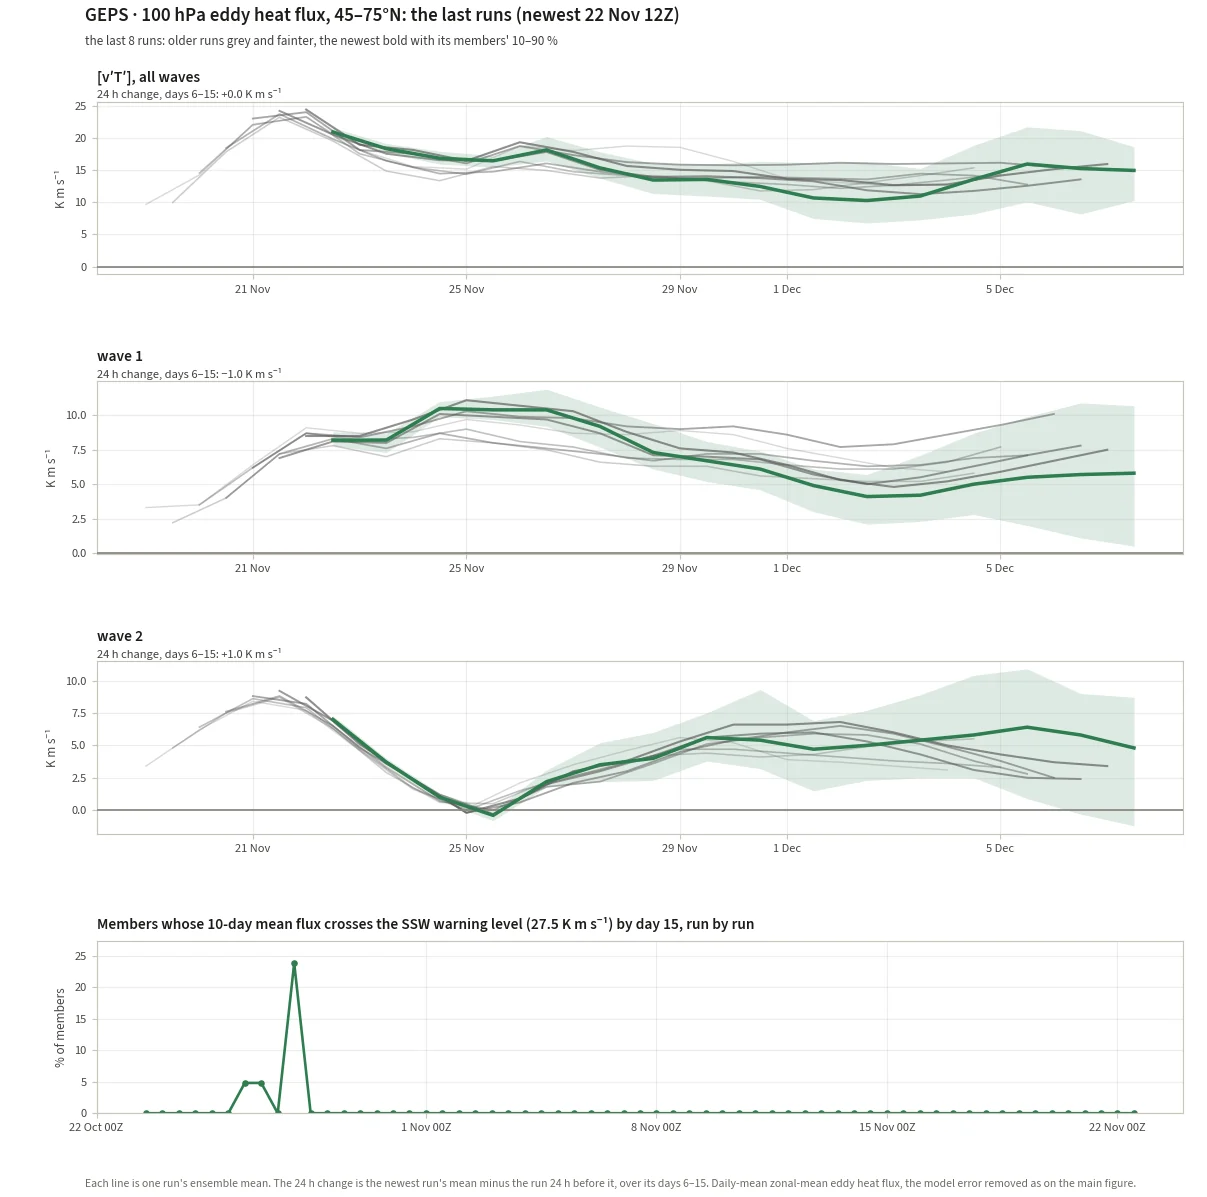 GEPS · 100 hPa eddy heat flux, 45–75°N: the last runs (newest 22 Nov 12Z)
the last 8 runs: older runs grey and fainter, the newest bold with its members' 10–90 %
[v′T′], all waves
24 h change, days 6–15: +0.0 K m s⁻¹
25
20
15
10
5
0
K m s⁻¹
21 Nov
25 Nov
29 Nov
1 Dec
5 Dec
wave 1
24 h change, days 6–15: −1.0 K m s⁻¹
10.0
7.5
5.0
2.5
0.0
K m s⁻¹
21 Nov
25 Nov
29 Nov
1 Dec
5 Dec
wave 2
24 h change, days 6–15: +1.0 K m s⁻¹
10.0
7.5
5.0
2.5
0.0
K m s⁻¹
21 Nov
25 Nov
29 Nov
1 Dec
5 Dec
Members whose 10-day mean flux crosses the SSW warning level (27.5 K m s⁻¹) by day 15, run by run
25
20
15
10
5
0
% of members
22 Oct 00Z
1 Nov 00Z
8 Nov 00Z
15 Nov 00Z
22 Nov 00Z
Each line is one run's ensemble mean. The 24 h change is the newest run's mean minus the run 24 h before it, over its days 6–15. Daily-mean zonal-mean eddy heat flux, the model error removed as on the main figure.